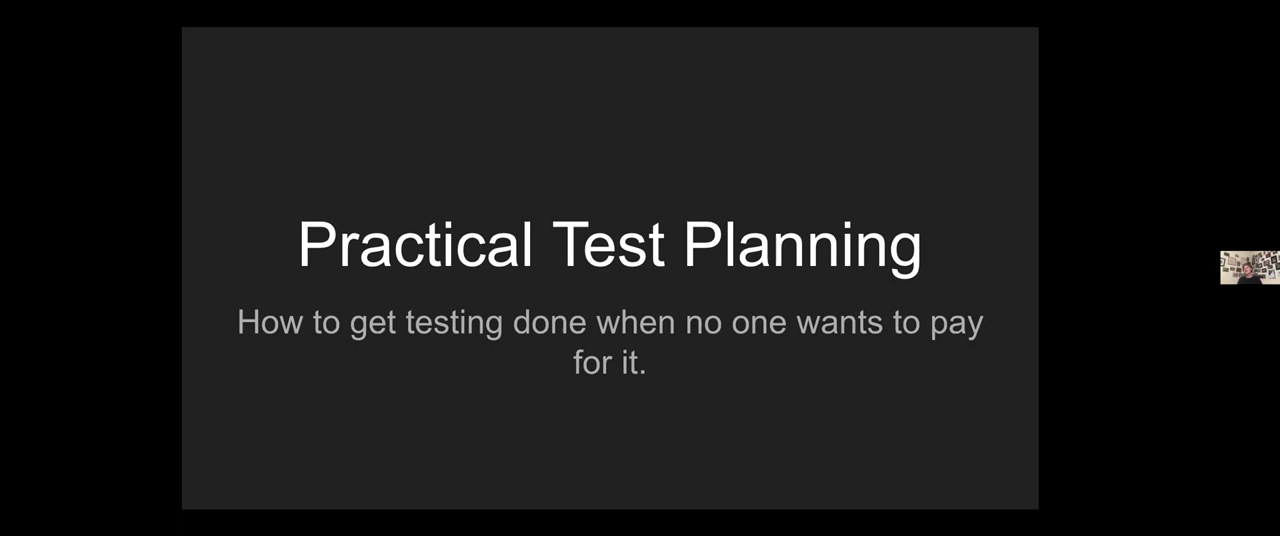 Practical Test Planning
How to get testing done when no one wants to pay
for it.